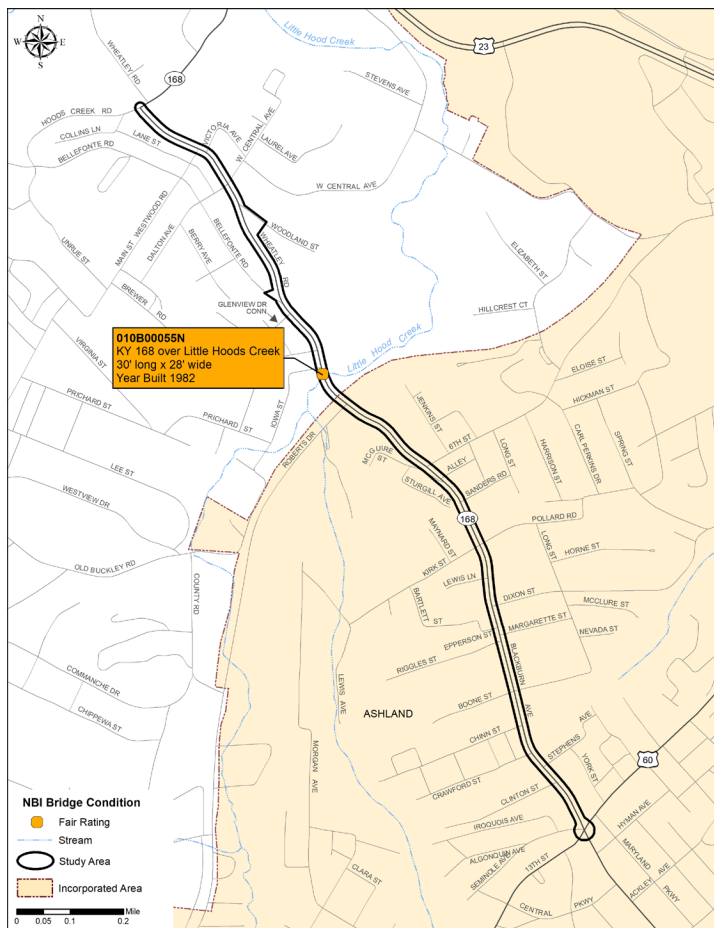 N
W
E
S
Little Hood Creek
23
WHEATLEY RD
168
STEVENS AVE
HOODS CREEK RD
COLLINS LN
LANE ST
BELLEFONTE RD
VICTORIA AVE
W CENTRAL AVE
LAUREL AVE
W CENTRAL AVE
UNRUE ST
MAIN ST
WESTWOOD RD
DALTON AVE
BERRY AVE
BELLEFONTE RD
WHEATLEY RD
WOODLAND ST
ELIZABETH ST
BREWER RD
GLENVIEW DR
CONN
HILLCREST CT
010B00055N
KY 168 over Little Hoods Creek
30' long x 28' wide
Year Built 1982
Little Hood Creek
VIRGINIA ST
PRICHARD ST
PRICHARD ST
IOWA ST
ROBERTS DR
ELOISE ST
HICKMAN ST
JENKINS ST
6TH ST
ALLEY
LONG ST
HARRISON ST
CARL PERKINS DR
SPRING ST
MCGUIRE ST
STURGILL AVE
SANDERS RD
LEE ST
WESTVIEW DR
168
POLLARD RD
MAYNARD ST
KIRK ST
LONG ST
HORNE ST
OLD BUCKLEY RD
COUNTY RD
LEWIS LN
BARTLETT ST
DIXON ST
MCCLURE ST
MARGARETTE ST
NEVADA ST
EPPERSON ST
RIGGLES ST
BLACKBURN AVE
COMMANCHE DR
CHIPPEWA ST
LEWIS AVE
ASHLAND
BOONE ST
MORGAN AVE
CHINN ST
STEPHENS AVE
YORK ST
60
CRAWFORD ST
CLINTON ST
IROQUOIS AVE
HYMAN AVE
ALGONQUIN AVE
SEMINOLE AVE
13TH ST
MARYLAND PKWY
ACKLEY AVE
CLARA ST
CENTRAL PKWY
NBI Bridge Condition
Fair Rating
Stream
Study Area
Incorporated Area
Mile
0 0.05 0.1 0.2